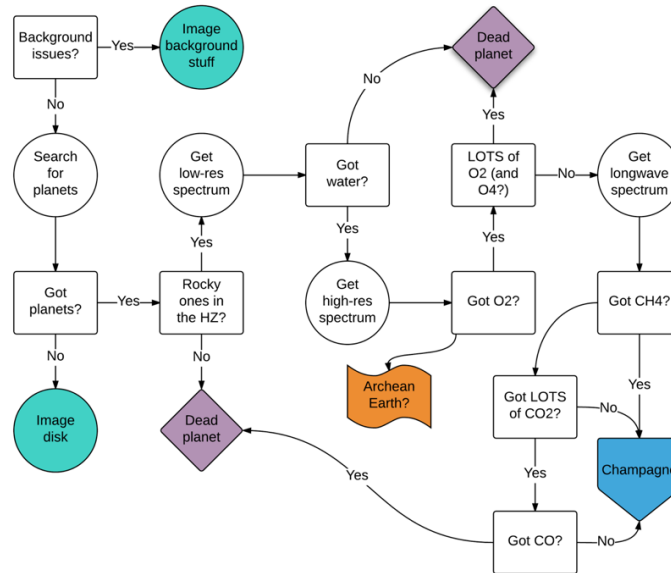 Background
issues?
Yes
Image
background
stuff
Dead
planet
No
No
Yes
Search
for
planets
Get
low-res
spectrum
Got
water?
LOTS of
O2 (and
O4?)
No
Get
longwave
spectrum
Yes
Yes
Yes
Got
planets?
Yes
Rocky
ones in
the HZ?
Get
high-res
spectrum
Got O2?
Got CH4?
No
No
Archean
Earth?
Got LOTS
of CO2?
Yes
No
Image
disk
Dead
planet
Yes
Champagne
Yes
Got CO?
No